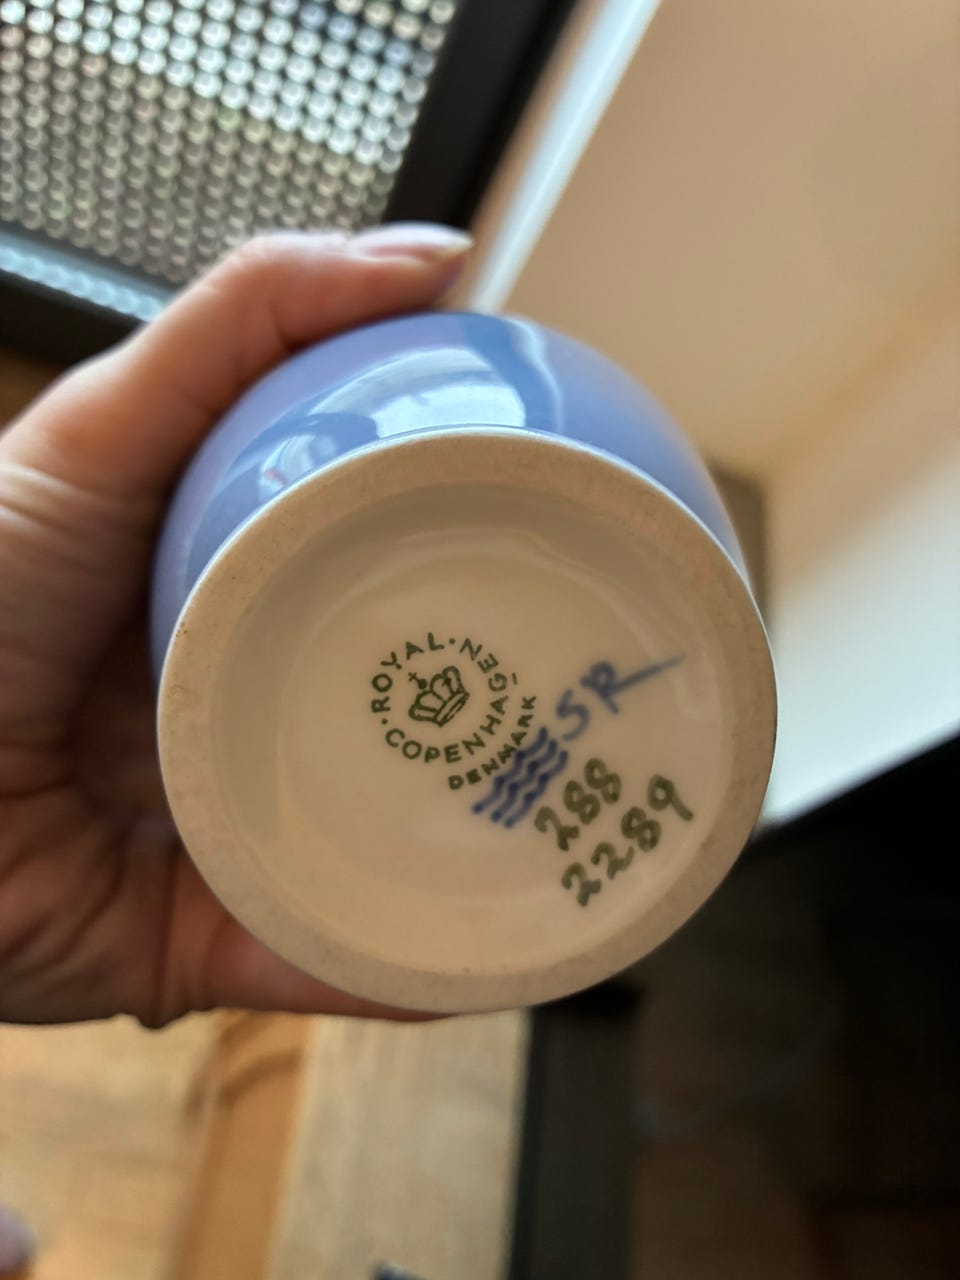 ROYAL·
COPENHAGEN·
DENMARK
SR
288
2289